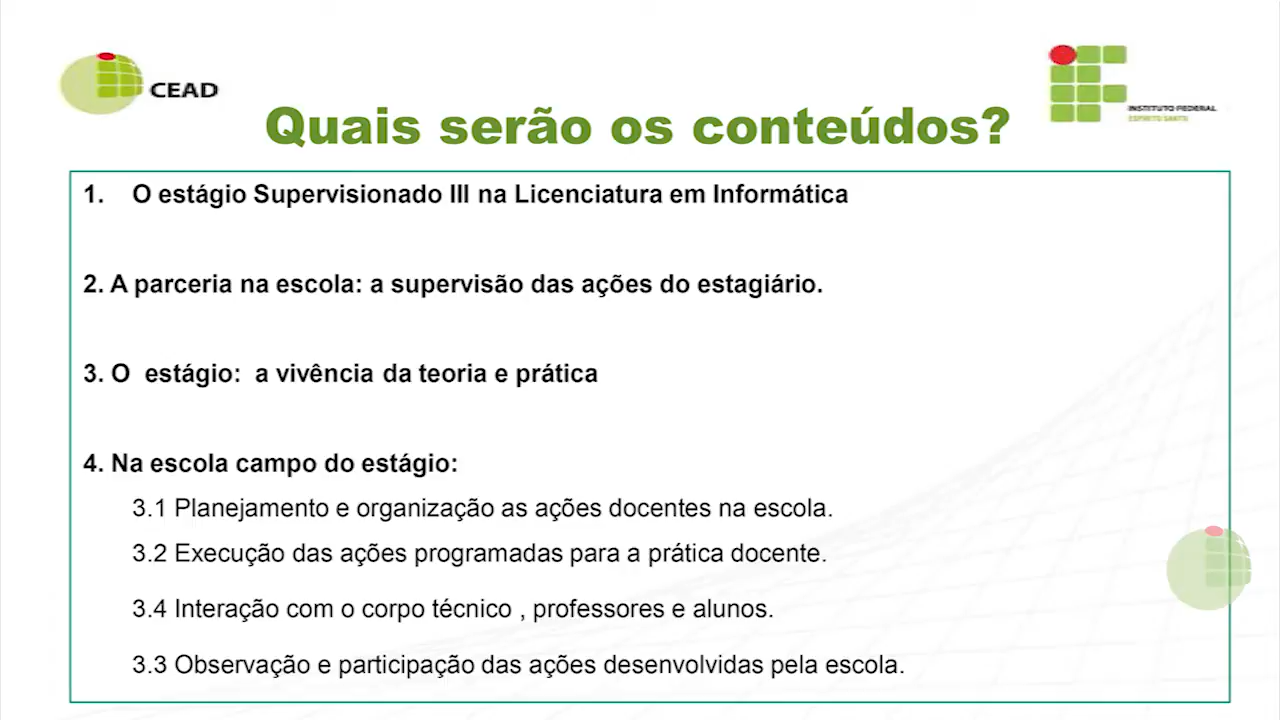 CEAD
INSTITUTO FEDERAL
ESPÍRITO SANTO
Quais serão os conteúdos?
1. O estágio Supervisionado III na Licenciatura em Informática
2. A parceria na escola: a supervisão das ações do estagiário.
3. O estágio: a vivência da teoria e prática
4. Na escola campo do estágio:
3.1 Planejamento e organização as ações docentes na escola.
3.2 Execução das ações programadas para a prática docente.
3.4 Interação com o corpo técnico , professores e alunos.
3.3 Observação e participação das ações desenvolvidas pela escola.